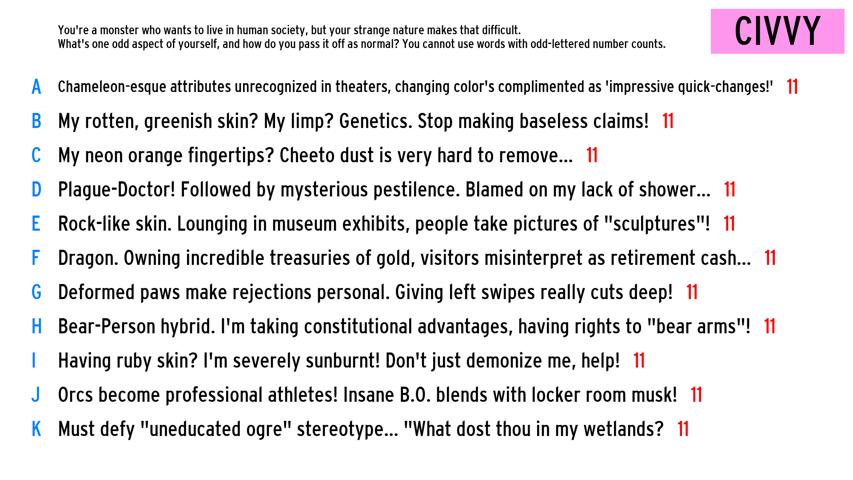 You're a monster who wants to live in human society, but your strange nature makes that difficult.
What's one odd aspect of yourself, and how do you pass it off as normal? You cannot use words with odd-lettered number counts.
CIVVY
A Chameleon-esque attributes unrecognized in theaters, changing color's complimented as 'impressive quick-changes!' 11
B My rotten, greenish skin? My limp? Genetics. Stop making baseless claims! 11
C My neon orange fingertips? Cheeto dust is very hard to remove... 11
D Plague-Doctor! Followed by mysterious pestilence. Blamed on my lack of shower... 11
E Rock-like skin. Lounging in museum exhibits, people take pictures of "sculptures"! 11
F Dragon. Owning incredible treasuries of gold, visitors misinterpret as retirement cash... 11
G Deformed paws make rejections personal. Giving left swipes really cuts deep! 11
H Bear-Person hybrid. I'm taking constitutional advantages, having rights to "bear arms"! 11
I Having ruby skin? I'm severely sunburnt! Don't just demonize me, help! 11
J Orcs become professional athletes! Insane B.O. blends with locker room musk! 11
K Must defy "uneducated ogre" stereotype... "What dost thou in my wetlands? 11